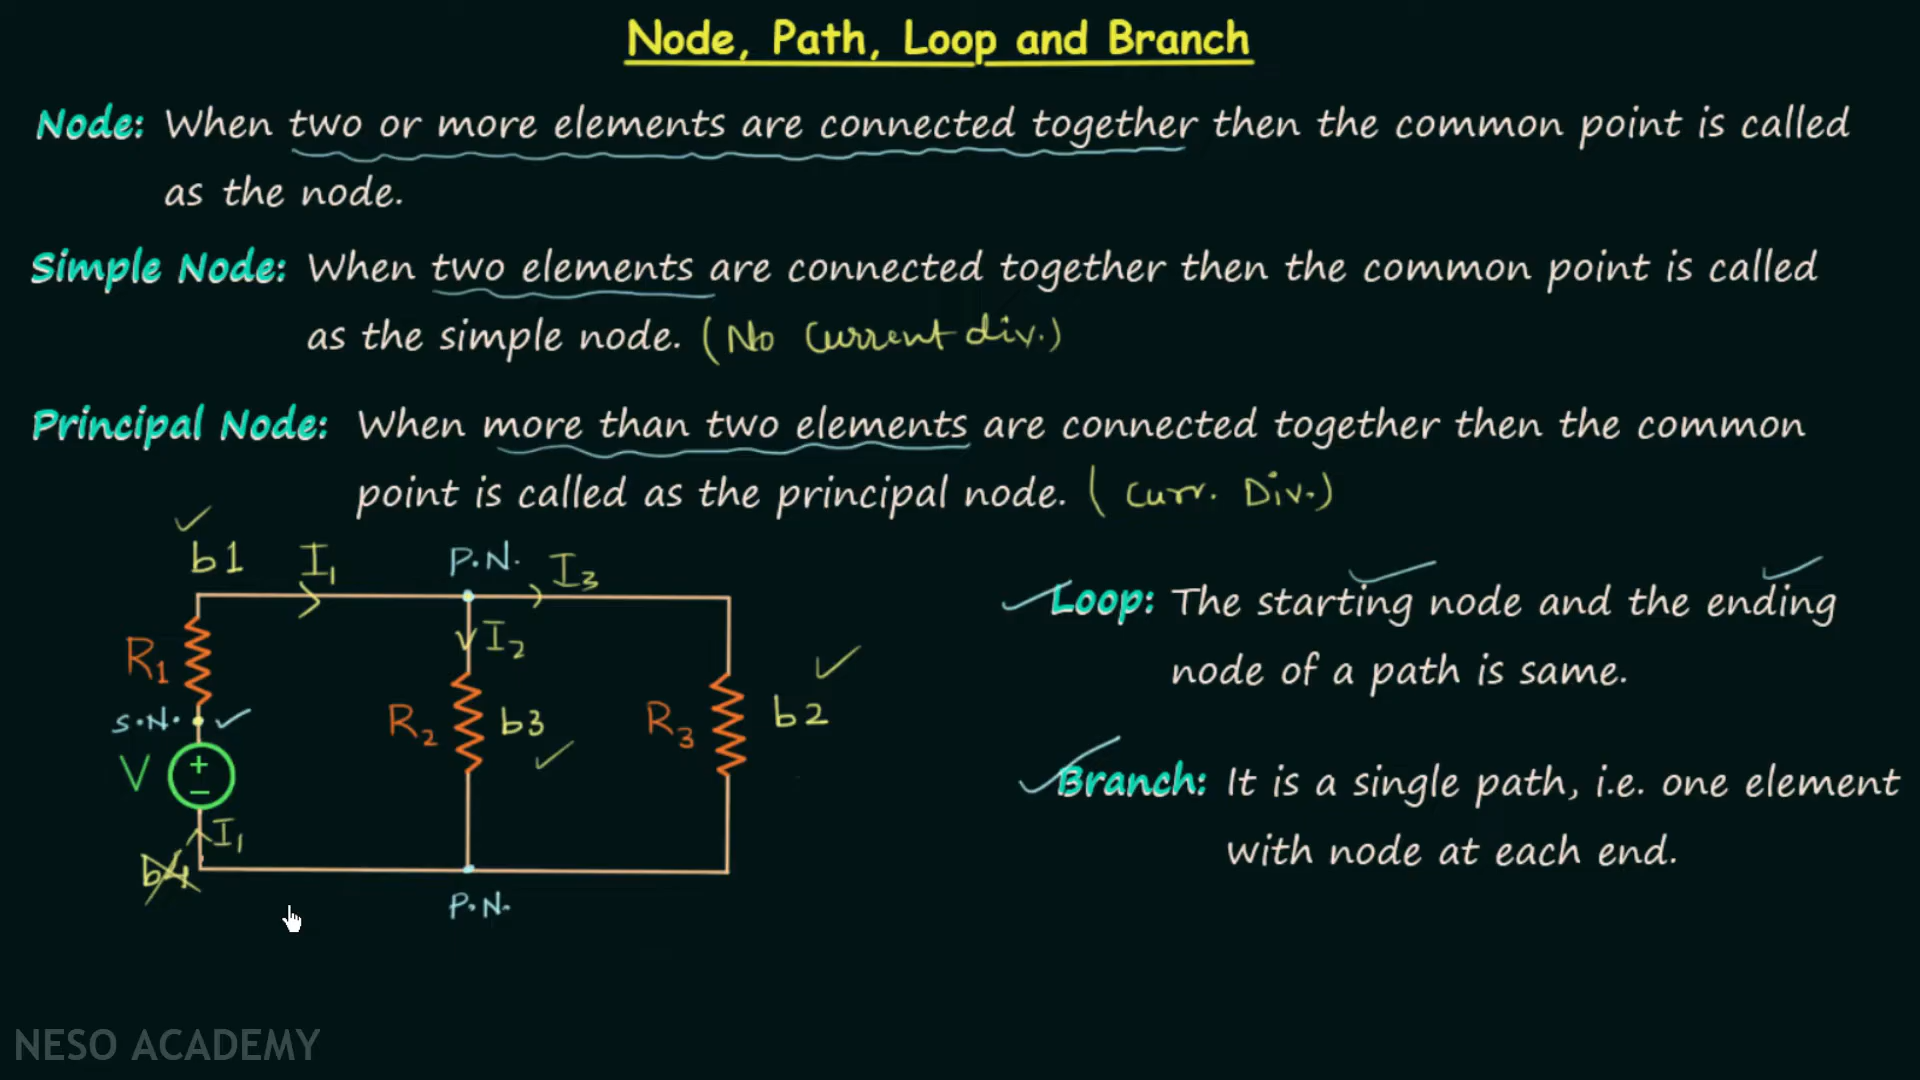 Node, Path, Loop and Branch
Node: When two or more elements are connected together then the common point is called
as the node.
Simple Node: When two elements are connected together then the common point is called
as the simple node. (No Current div.)
Principal Node: When more than two elements are connected together then the common
point is called as the principal node. (Curr. Div.)
b1
I1
P.N.
I3
I2
R1
S.N.
V
I1
b4
R2
b3
R3
b2
P.N.
Loop: The starting node and the ending
node of a path is same.
Branch: It is a single path, i.e. one element
with node at each end.
NESO ACADEMY